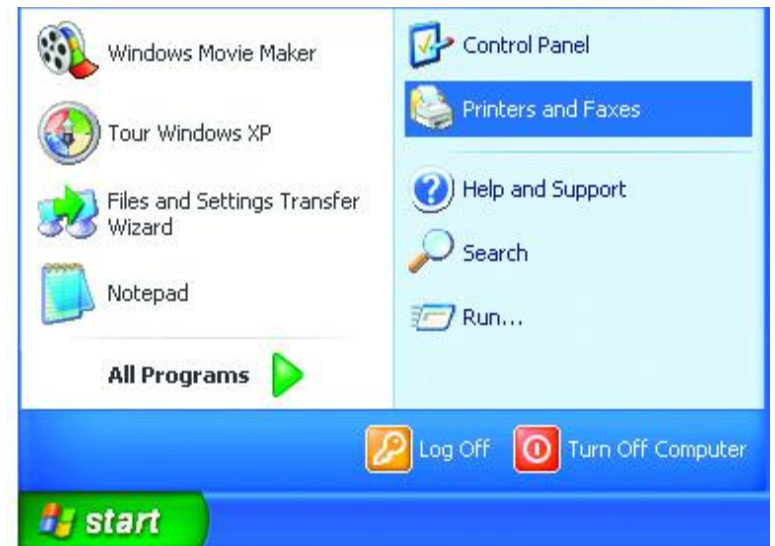 Windows Movie Maker
Tour Windows XP
Files and Settings Transfer
Wizard
Notepad
All Programs
Control Panel
Printers and Faxes
Help and Support
Search
Run...
Log Off
Turn Off Computer
start